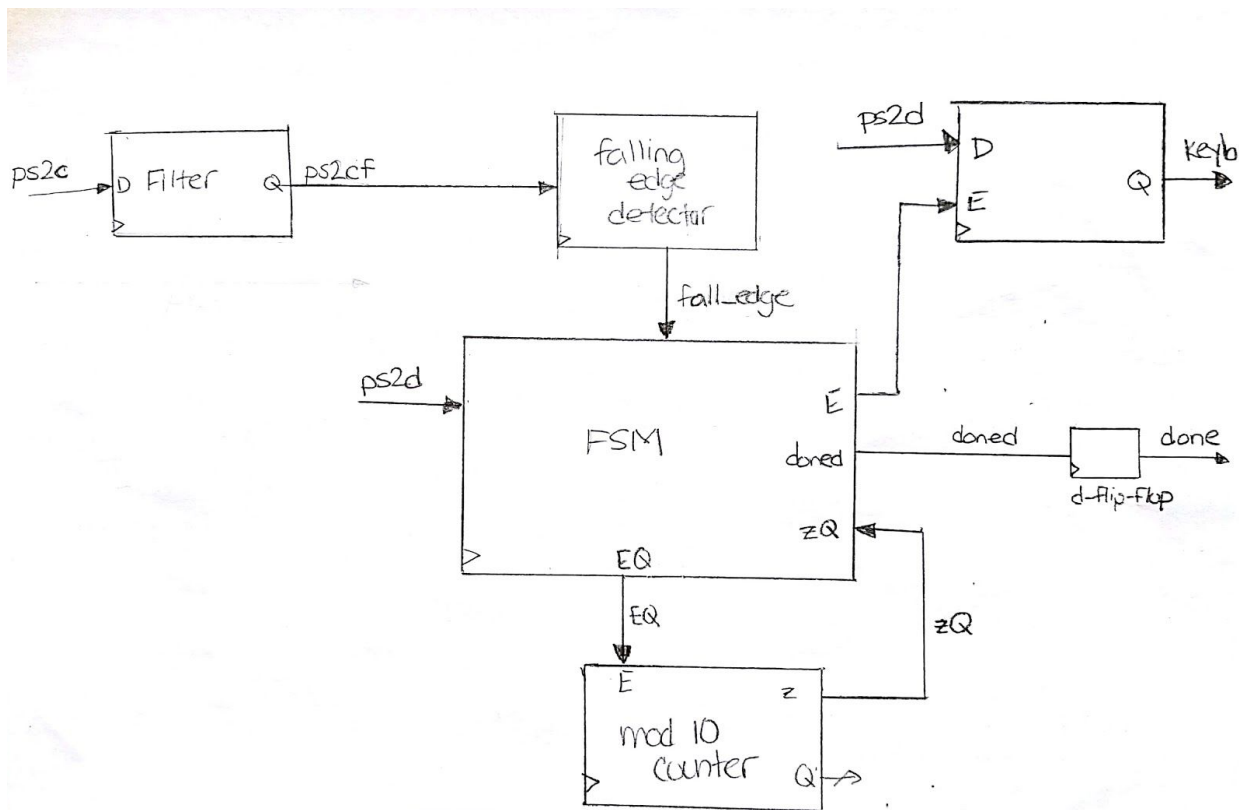 ps2c
D Filter Q
ps2cf
falling
edge
detector
ps2d
D
E
Q
keyb
fall_edge
ps2d
FSM
E
doned
zQ
EQ
doned
done
d-flip-flop
EQ
zQ
E
z
mod 10
counter
Q